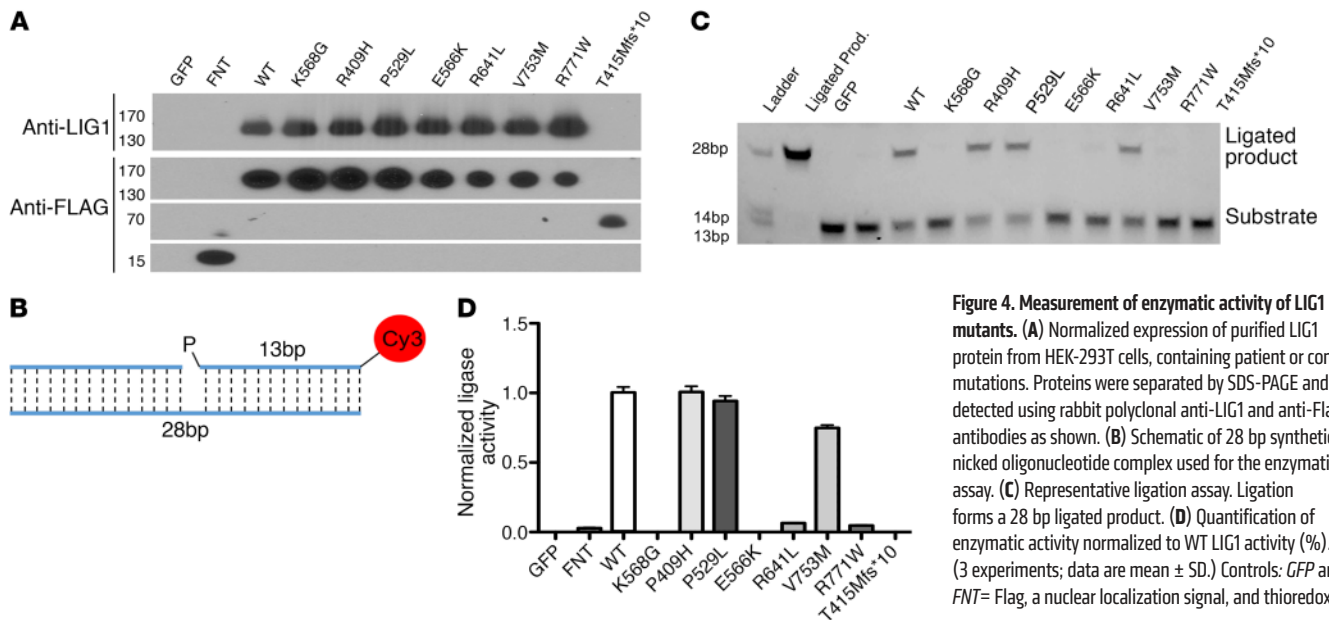 A
GFP
FNT
WT
K568G
R409H
P529L
E566K
R641L
V753M
R771W
T415Mfs*10
Anti-LIG1
170
130
Anti-FLAG
170
130
70
15
B
P
13bp
Cy3
28bp
C
Ladder
Ligated Prod.
GFP
WT
K568G
R409H
P529L
E566K
R641L
V753M
R771W
T415Mfs*10
28bp
14bp
13bp
Ligated
product
Substrate
D
Normalized ligase
activity
1.5
1.0
0.5
0.0
GFP
FNT
WT
K568G
P409H
P529L
E566K
R641L
V753M
R771W
T415Mfs*10
Figure 4. Measurement of enzymatic activity of LIG1
mutants. (A) Normalized expression of purified LIG1
protein from HEK-293T cells, containing patient or con
mutations. Proteins were separated by SDS-PAGE and
detected using rabbit polyclonal anti-LIG1 and anti-Fla
antibodies as shown. (B) Schematic of 28 bp synthetic
nicked oligonucleotide complex used for the enzymati
assay. (C) Representative ligation assay. Ligation
forms a 28 bp ligated product. (D) Quantification of
enzymatic activity normalized to WT LIG1 activity (%).
(3 experiments; data are mean ± SD.) Controls: GFP an
FNT= Flag, a nuclear localization signal, and thioredox